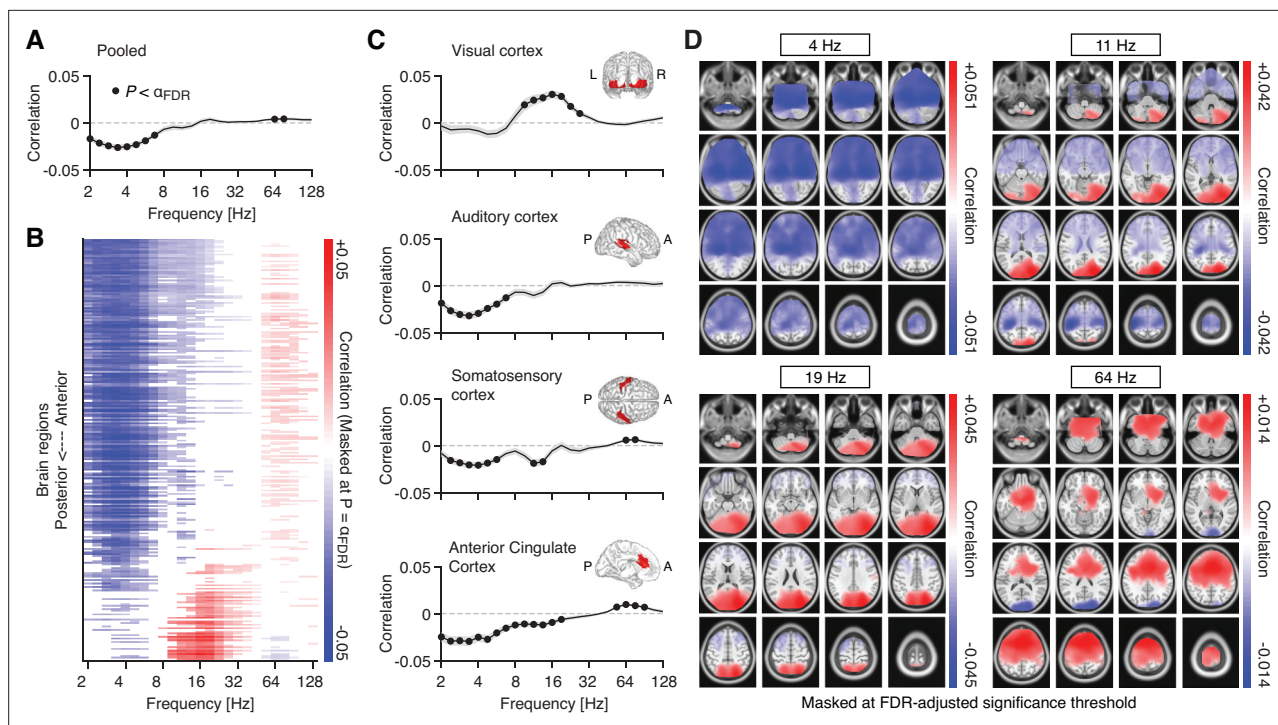 A
Pooled
0.05
0
-0.05
P < αFDR
Correlation
2 4 8 16 32 64 128
Frequency [Hz]
B
Brain regions
Posterior <--- Anterior
+0.05
Correlation (Masked at P = αFDR)
-0.05
2 4 8 16 32 64 128
Frequency [Hz]
C
Visual cortex
L R
0.05
0
-0.05
Correlation
Auditory cortex
P A
0.05
0
-0.05
Somatosensory
cortex
P A
0.05
0
-0.05
Anterior Cingulate
Cortex
P A
0.05
0
-0.05
2 4 8 16 32 64 128
Frequency [Hz]
D
4 Hz
+0.051
Correlation
-0.051
11 Hz
+0.042
Correlation
-0.042
19 Hz
+0.045
Correlation
-0.045
64 Hz
+0.014
Correlation
-0.014
Masked at FDR-adjusted significance threshold